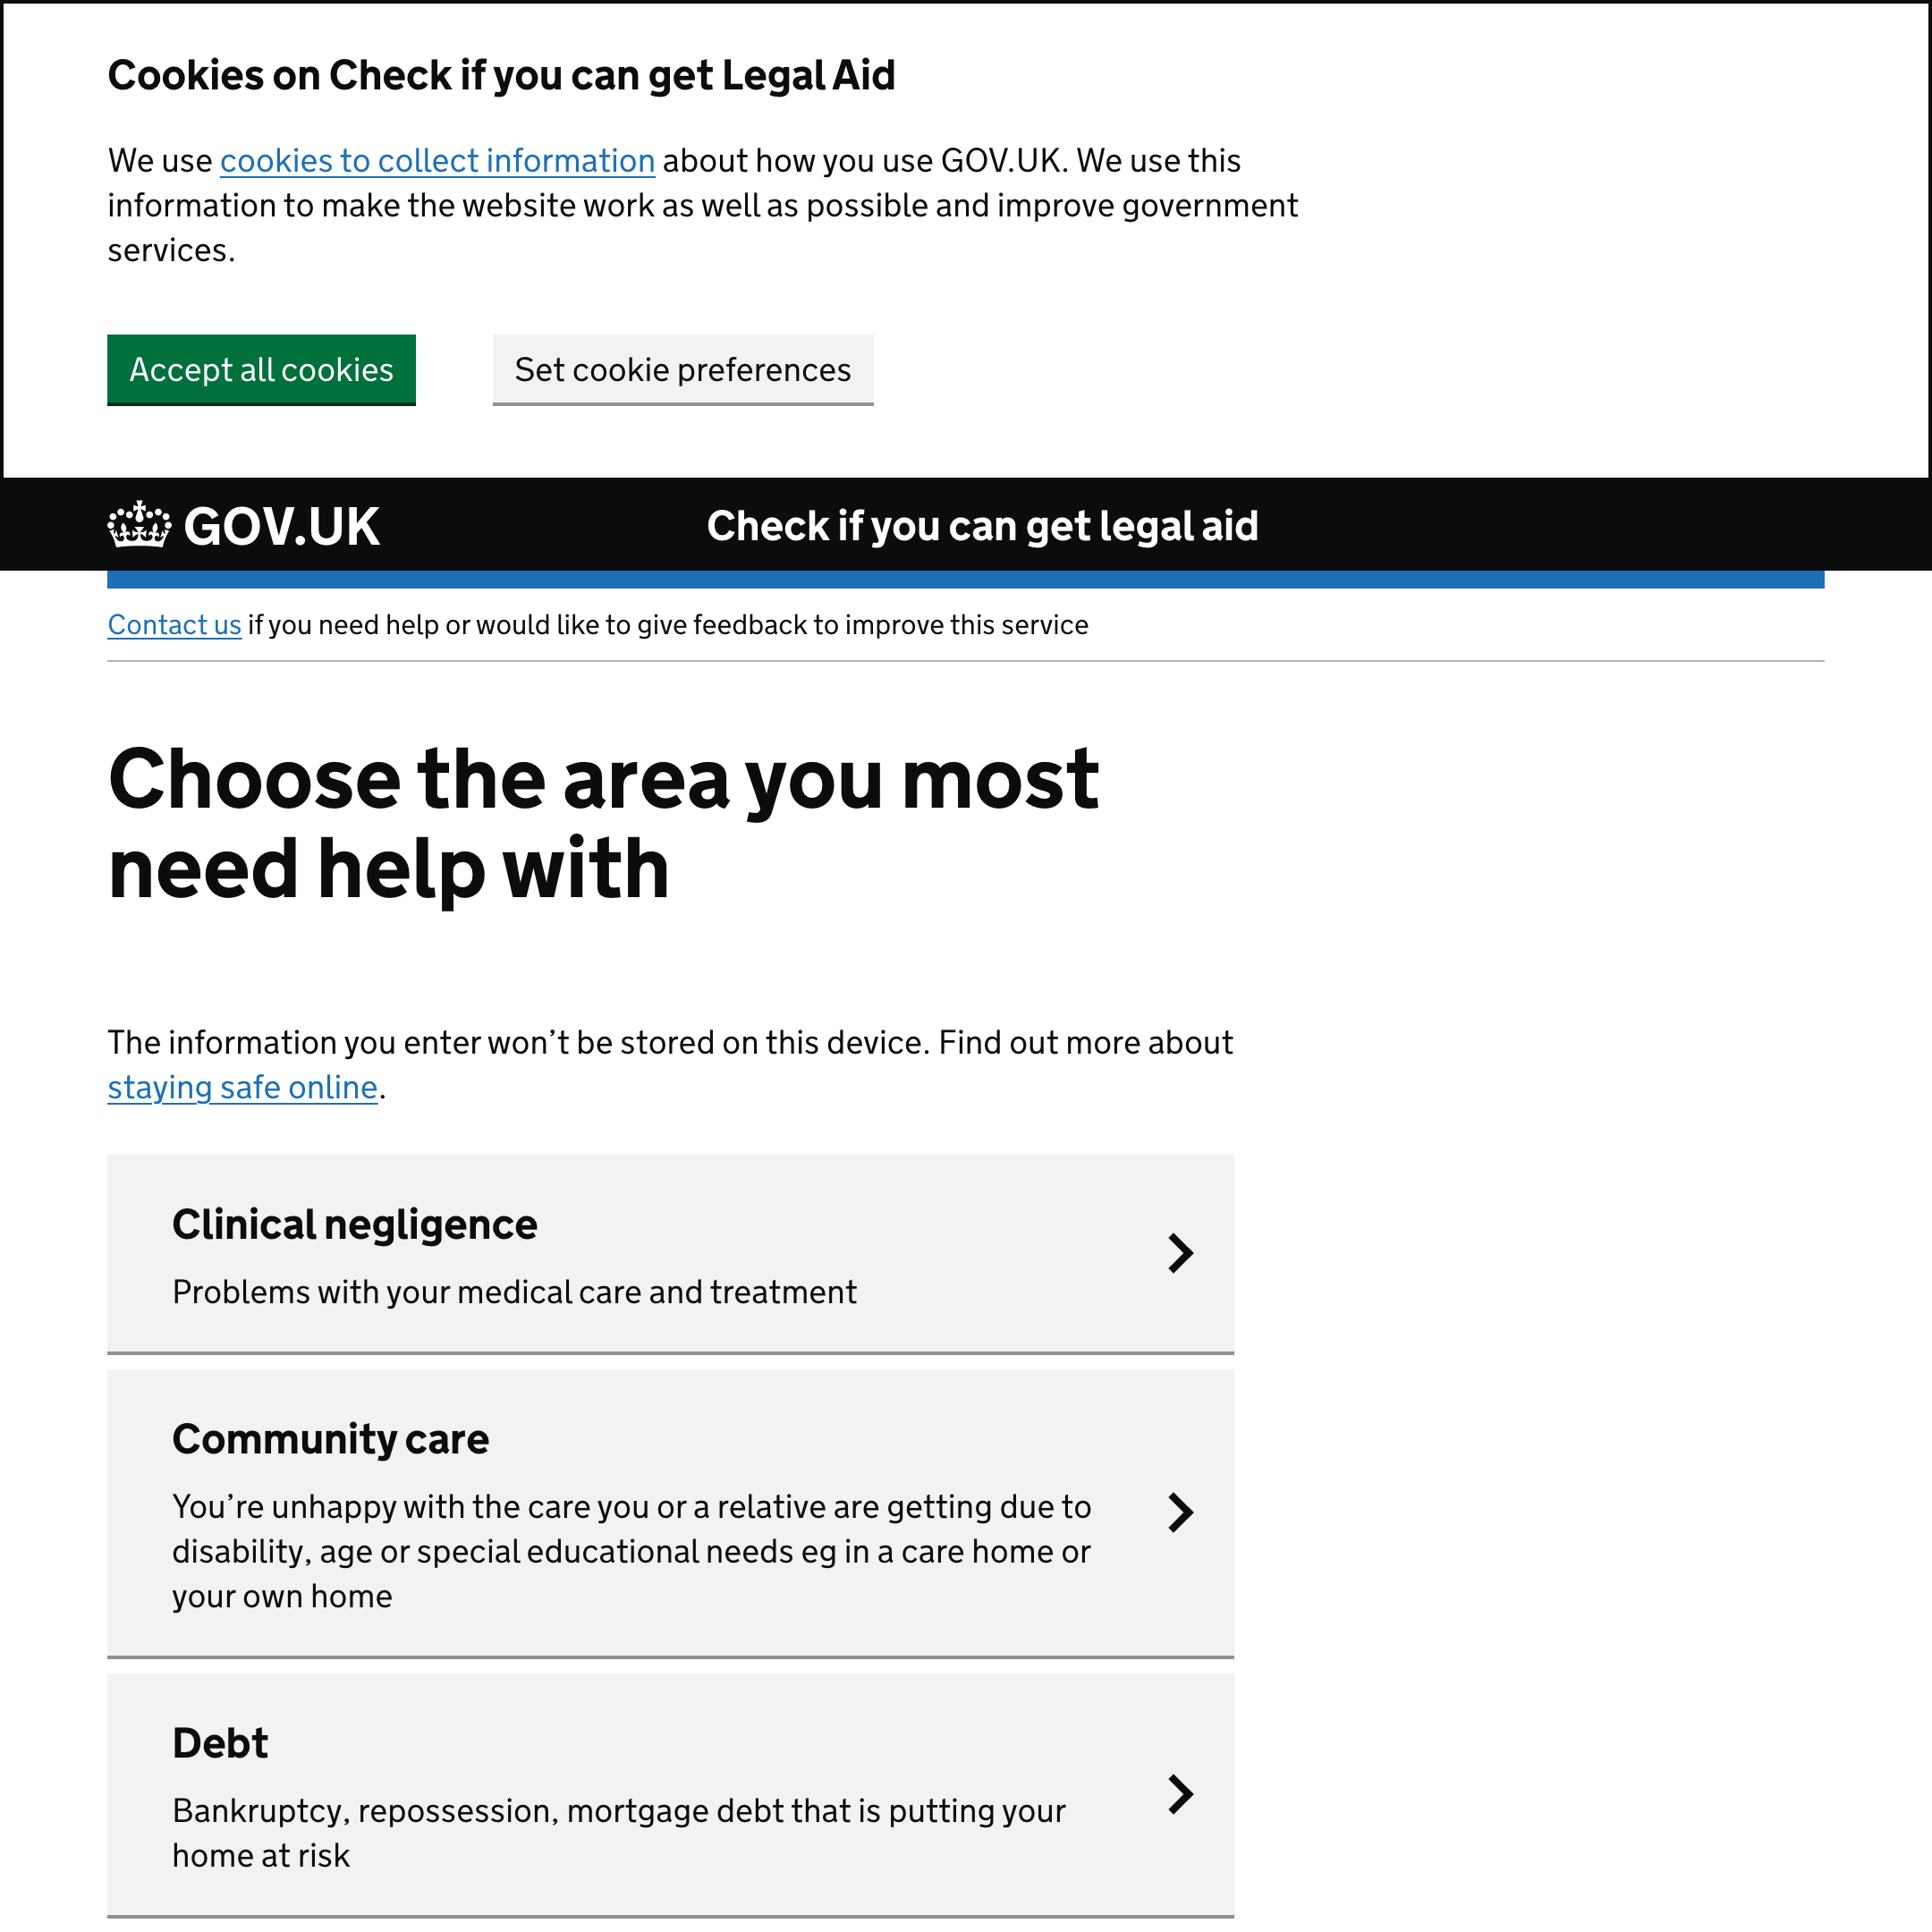 Cookies on Check if you can get Legal Aid
We use cookies to collect information about how you use GOV.UK. We use this
information to make the website work as well as possible and improve government
services.
Accept all cookies
Set cookie preferences
GOV.UK
Check if you can get legal aid
Contact us if you need help or would like to give feedback to improve this service
Choose the area you most
need help with
The information you enter won’t be stored on this device. Find out more about
staying safe online.
Clinical negligence
Problems with your medical care and treatment
Community care
You’re unhappy with the care you or a relative are getting due to
disability, age or special educational needs eg in a care home or
your own home
Debt
Bankruptcy, repossession, mortgage debt that is putting your
home at risk